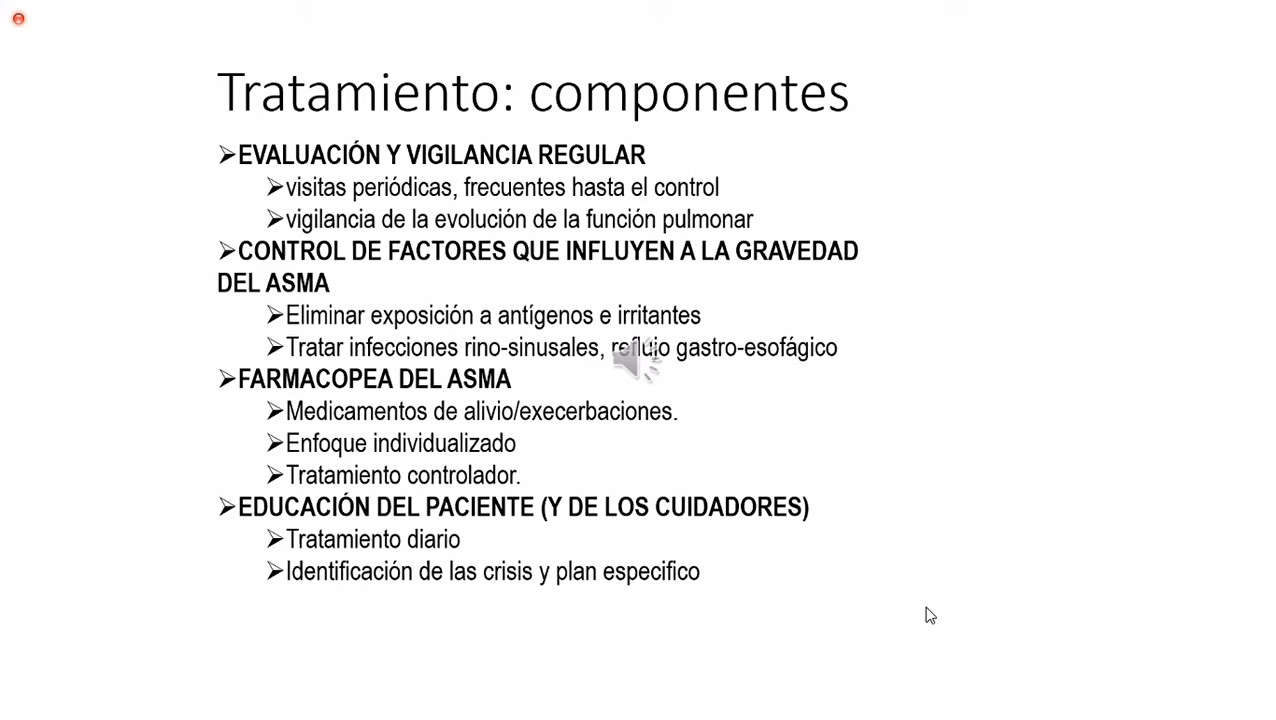 Tratamiento: componentes
➢EVALUACIÓN Y VIGILANCIA REGULAR
➢visitas periódicas, frecuentes hasta el control
➢vigilancia de la evolución de la función pulmonar
➢CONTROL DE FACTORES QUE INFLUYEN A LA GRAVEDAD
DEL ASMA
➢Eliminar exposición a antígenos e irritantes
➢Tratar infecciones rino-sinusales, reflujo gastro-esofágico
➢FARMACOPEA DEL ASMA
➢Medicamentos de alivio/execerbaciones.
➢Enfoque individualizado
➢Tratamiento controlador.
➢EDUCACIÓN DEL PACIENTE (Y DE LOS CUIDADORES)
➢Tratamiento diario
➢Identificación de las crisis y plan especifico